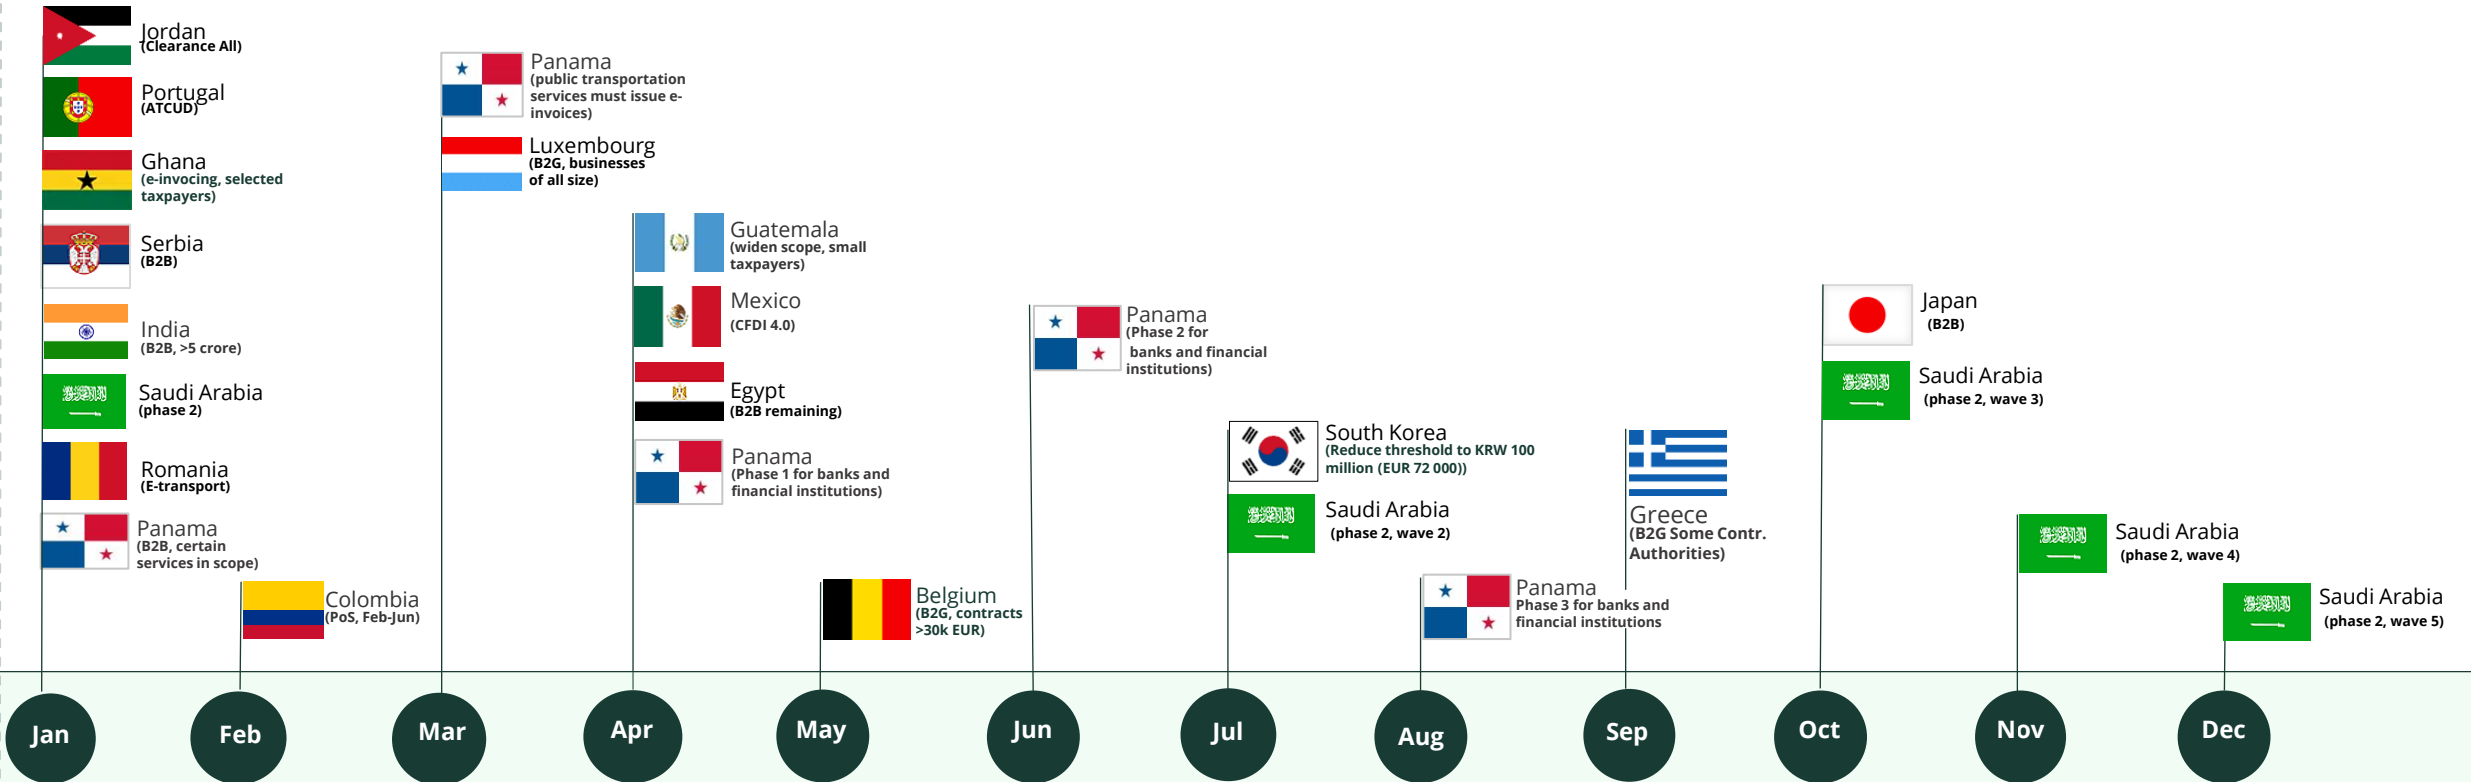 Jordan
(Clearance All)
Portugal
(ATCUD)
Ghana
(e-invocing, selected
taxpayers)
Serbia
(B2B)
India
(B2B, >5 crore)
Saudi Arabia
(phase 2)
Romania
(E-transport)
Panama
(B2B, certain
services in scope)
Colombia
(PoS, Feb-Jun)
Panama
(public transportation
services must issue e-
invoices)
Luxembourg
(B2G, businesses
of all size)
Guatemala
(widen scope, small
taxpayers)
Mexico
(CFDI 4.0)
Egypt
(B2B remaining)
Panama
(Phase 1 for banks and
financial institutions)
Belgium
(B2G, contracts
>30k EUR)
Panama
(Phase 2 for
banks and financial
institutions)
South Korea
(Reduce threshold to KRW 100
million (EUR 72 000))
Saudi Arabia
(phase 2, wave 2)
Panama
Phase 3 for banks and
financial institutions
Greece
(B2G Some Contr.
Authorities)
Japan
(B2B)
Saudi Arabia
(phase 2, wave 3)
Saudi Arabia
(phase 2, wave 4)
Saudi Arabia
(phase 2, wave 5)
Jan
Feb
Mar
Apr
May
Jun
Jul
Aug
Sep
Oct
Nov
Dec